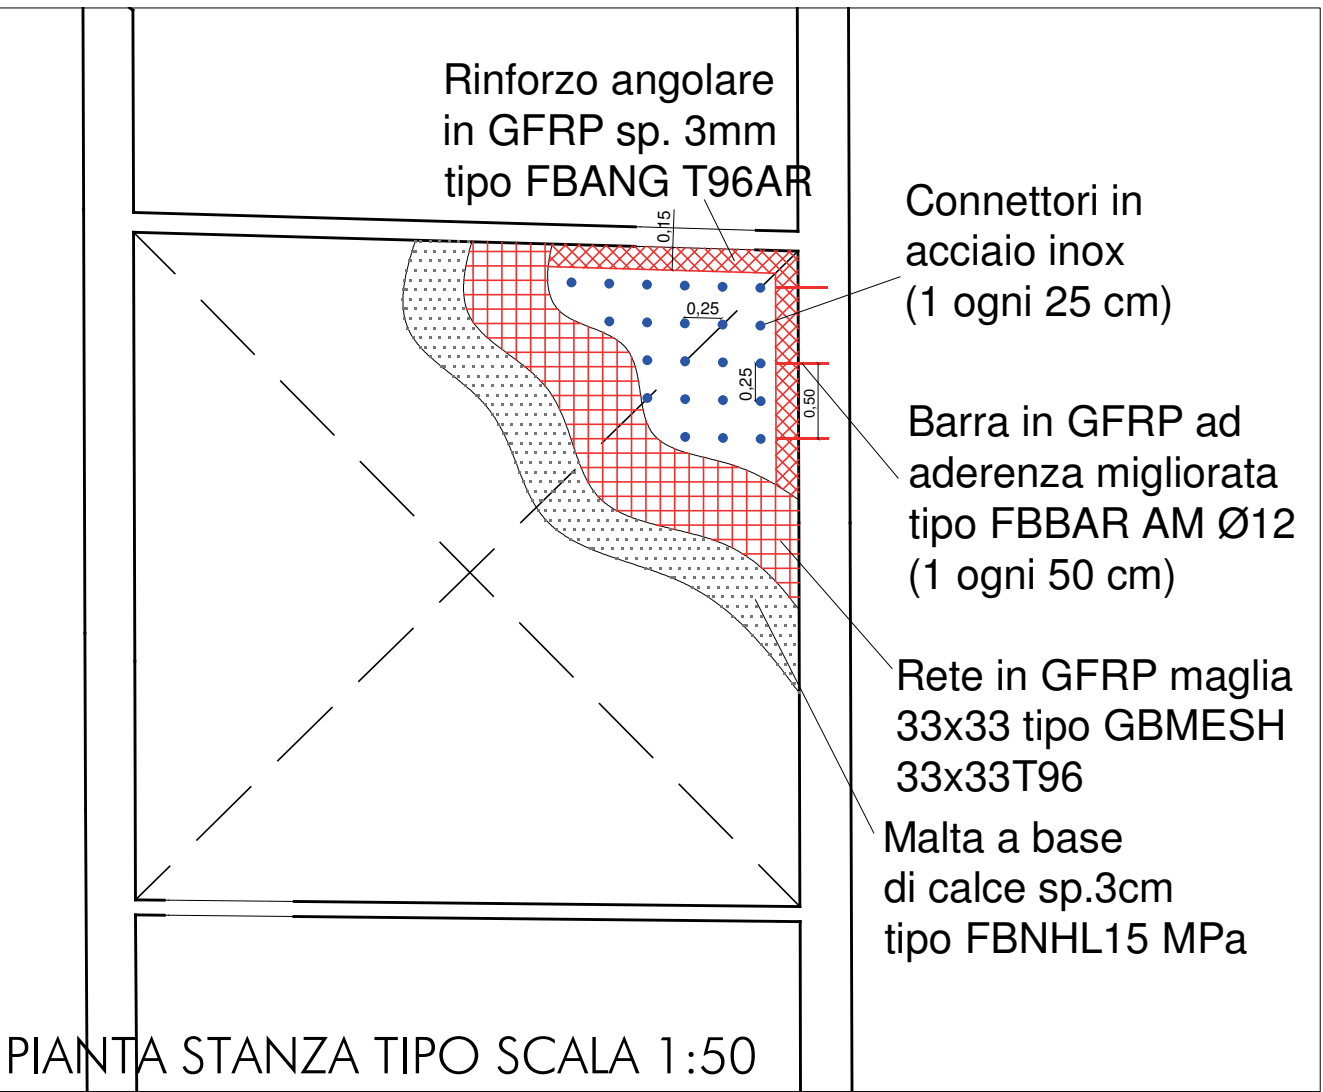 Rinforzo angolare
in GFRP sp. 3mm
tipo FBANG T96AR
Connettori in
acciaio inox
(1 ogni 25 cm)
0,15
0,25
0,25
0,50
Barra in GFRP ad
aderenza migliorata
tipo FBBAR AM Ø12
(1 ogni 50 cm)
Rete in GFRP maglia
33x33 tipo GBMESH
33x33T96
Malta a base
di calce sp.3cm
tipo FBNHL15 MPa
PIANTA STANZA TIPO SCALA 1:50